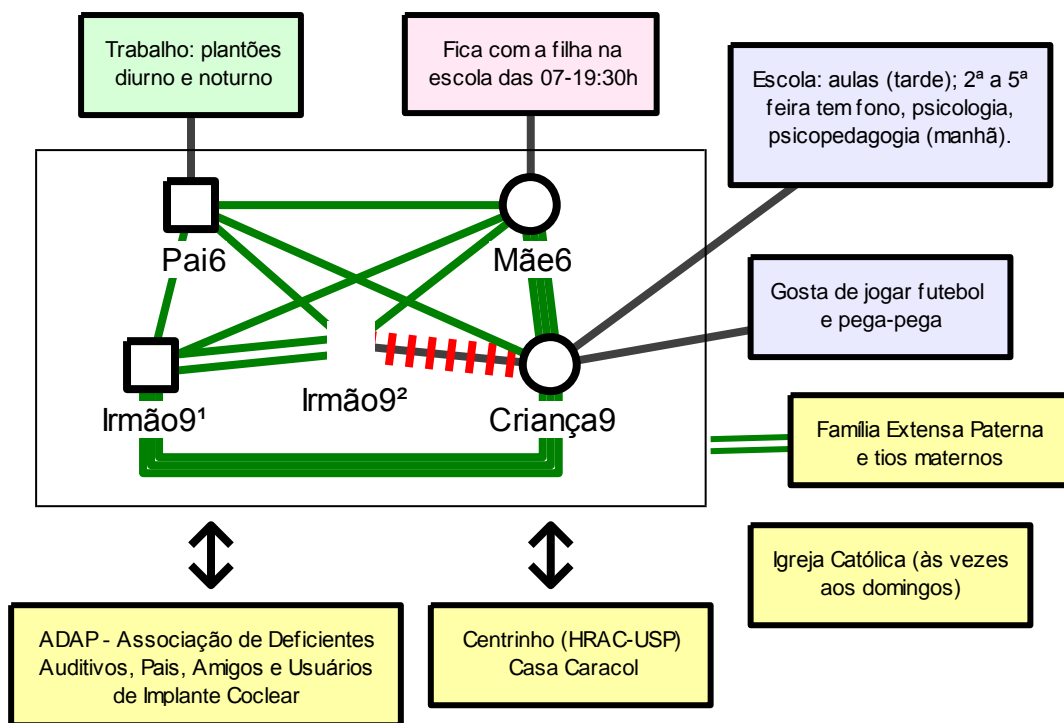 Trabalho: plantões
diurno e noturno
Fica com a filha na
escola das 07-19:30h
Escola: aulas (tarde); 2ª a 5ª
feira tem fono, psicologia,
psicopedagogia (manhã).
Pai6
Mãe6
Gosta de jogar futebol
e pega-pega
Irmão9¹
Irmão9²
Criança9
Família Extensa Paterna
e tios maternos
Igreja Católica (às vezes
aos domingos)
ADAP - Associação de Deficientes
Auditivos, Pais, Amigos e Usuários
de Implante Coclear
Centrinho (HRAC-USP)
Casa Caracol